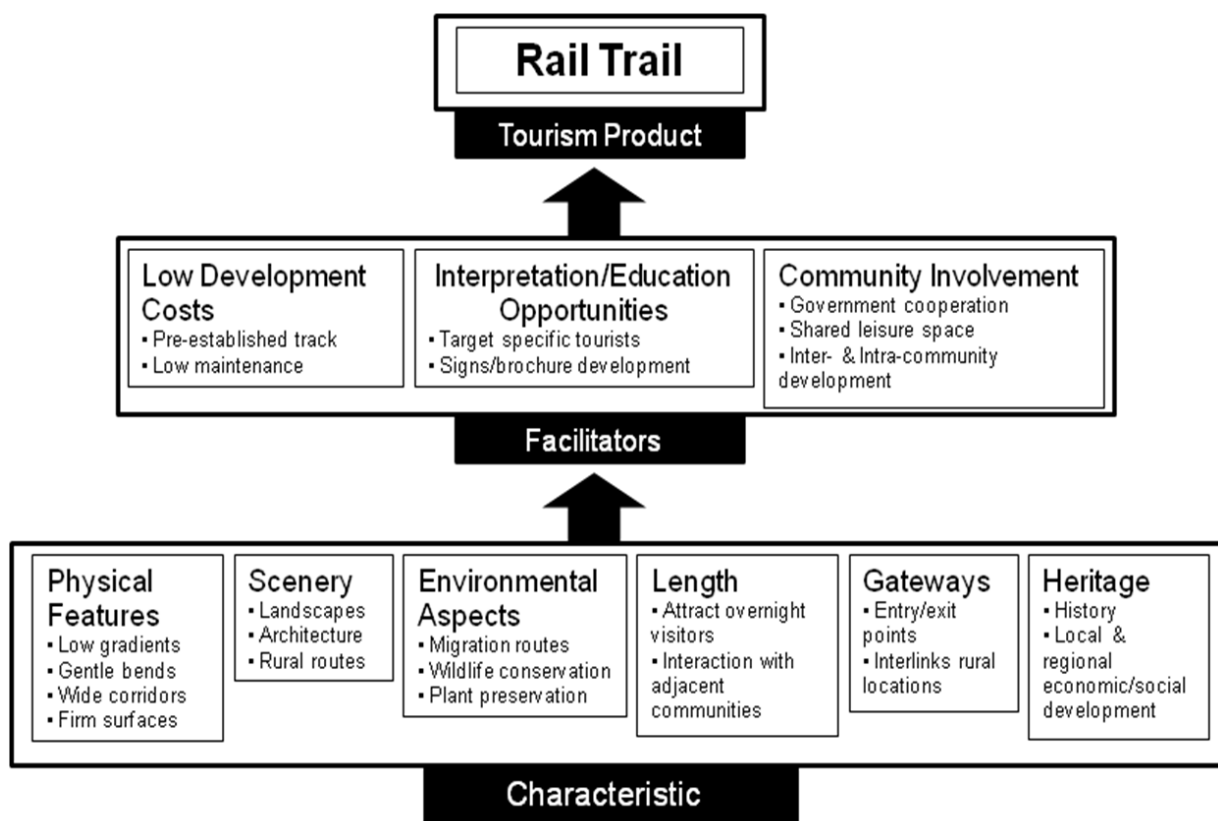 Rail Trail
Tourism Product
Low Development
Costs
▪ Pre-established track
▪ Low maintenance
Interpretation/Education
Opportunities
▪ Target specific tourists
▪ Signs/brochure development
Community Involvement
▪ Government cooperation
▪ Shared leisure space
▪ Inter- & Intra-community
development
Facilitators
Physical
Features
▪ Low gradients
▪ Gentle bends
▪ Wide corridors
▪ Firm surfaces
Scenery
▪ Landscapes
▪ Architecture
▪ Rural routes
Environmental
Aspects
▪ Migration routes
▪ Wildlife conservation
▪ Plant preservation
Length
▪ Attract overnight
visitors
▪ Interaction with
adjacent
communities
Gateways
▪ Entry/exit
points
▪ Interlinks rural
locations
Heritage
▪ History
▪ Local &
regional
economic/social
development
Characteristic